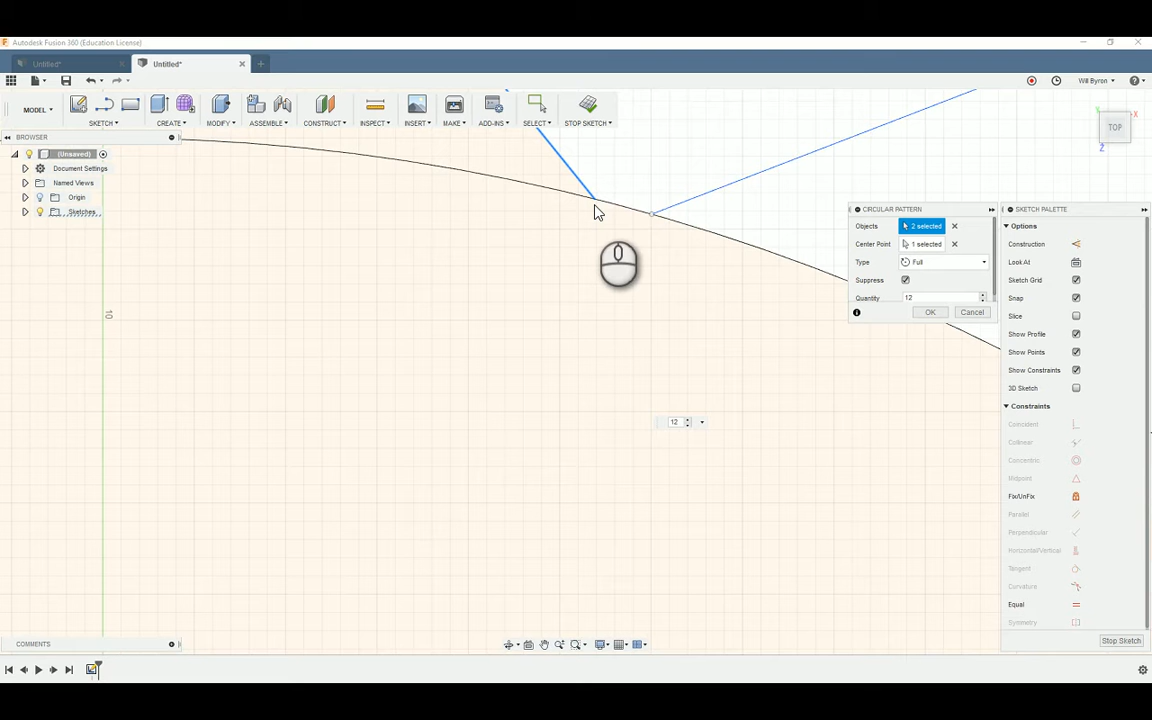 Autodesk Fusion 360 (Education License)
Untitled*
Untitled*
Will Byron
MODEL
SKETCH
CREATE
MODIFY
ASSEMBLE
CONSTRUCT
INSPECT
INSERT
MAKE
ADD-INS
SELECT
STOP SKETCH
BROWSER
(Unsaved)
Document Settings
Named Views
Origin
Sketches
TOP
X
Y
Z
10
12
CIRCULAR PATTERN
Objects 2 selected
Center Point 1 selected
Type Full
Suppress
Quantity 12
OK Cancel
SKETCH PALETTE
Options
Construction
Look At
Sketch Grid
Snap
Slice
Show Profile
Show Points
Show Constraints
3D Sketch
Constraints
Coincident
Collinear
Concentric
Midpoint
Fix/UnFix
Parallel
Perpendicular
Horizontal/Vertical
Tangent
Curvature
Equal
Symmetry
Stop Sketch
COMMENTS